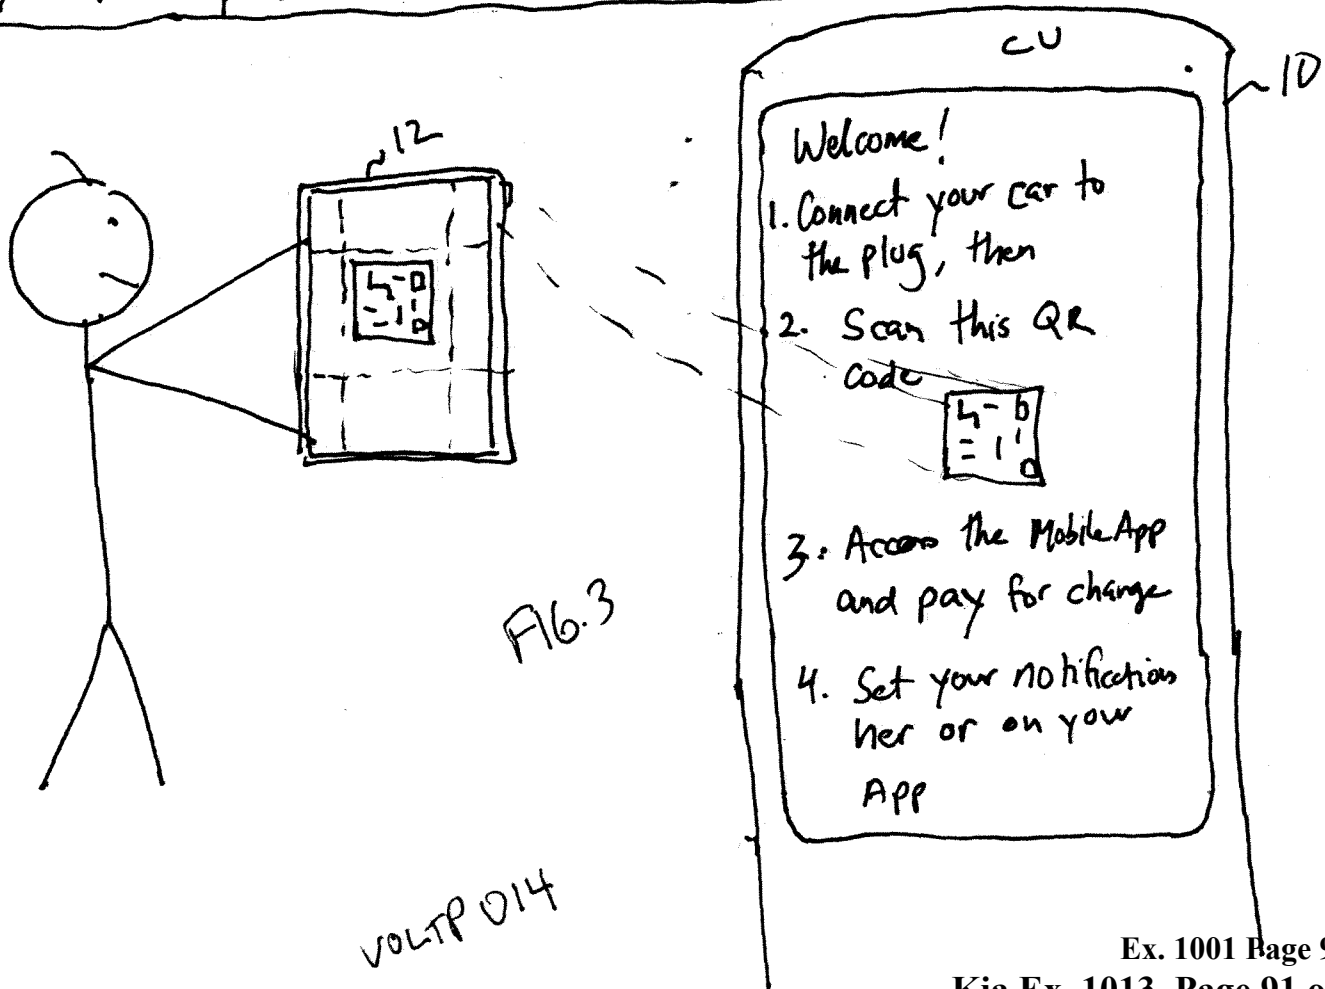 CU
10
12
Welcome!
1. Connect your car to
the plug, then
2. Scan this QR
code
3. Access the Mobile App
and pay for change
4. Set your notifications
her or on your
App
FIG.3
VOLTP 014
Ex. 1001 Page 9
Kia Ex. 1013, Page 91 o